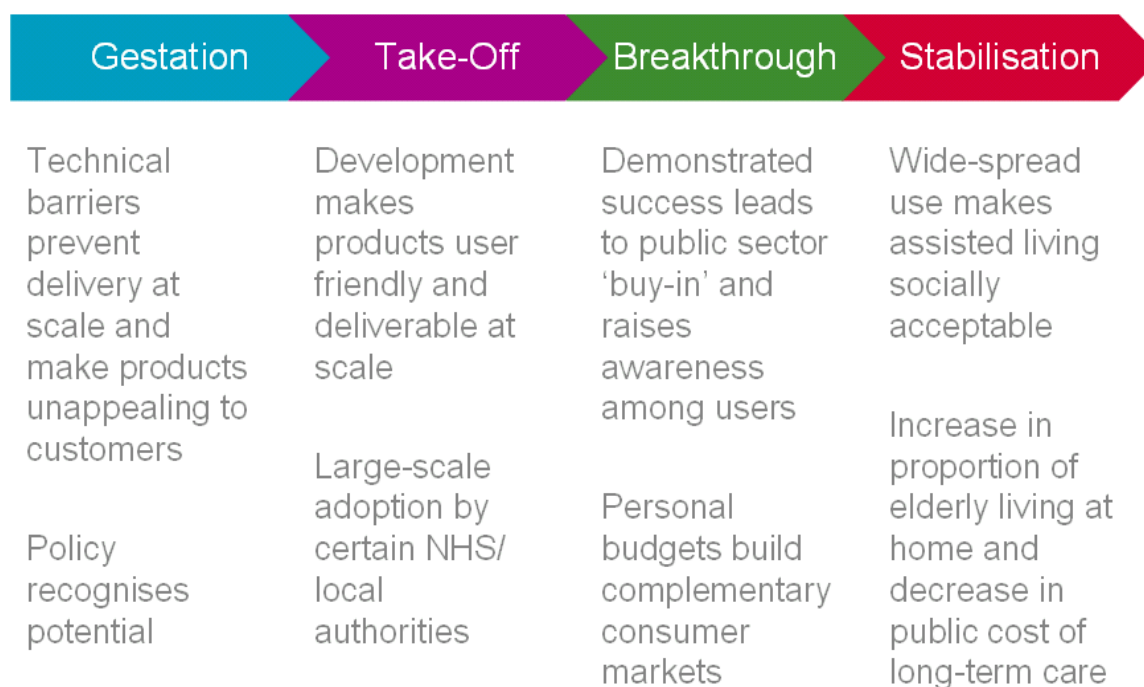 Gestation
Take-Off
Breakthrough
Stabilisation
Technical
barriers
prevent
delivery at
scale and
make products
unappealing to
customers
Policy
recognises
potential
Development
makes
products user
friendly and
deliverable at
scale
Large-scale
adoption by
certain NHS/
local
authorities
Demonstrated
success leads
to public sector
‘buy-in’ and
raises
awareness
among users
Personal
budgets build
complementary
consumer
markets
Wide-spread
use makes
assisted living
socially
acceptable
Increase in
proportion of
elderly living at
home and
decrease in
public cost of
long-term care